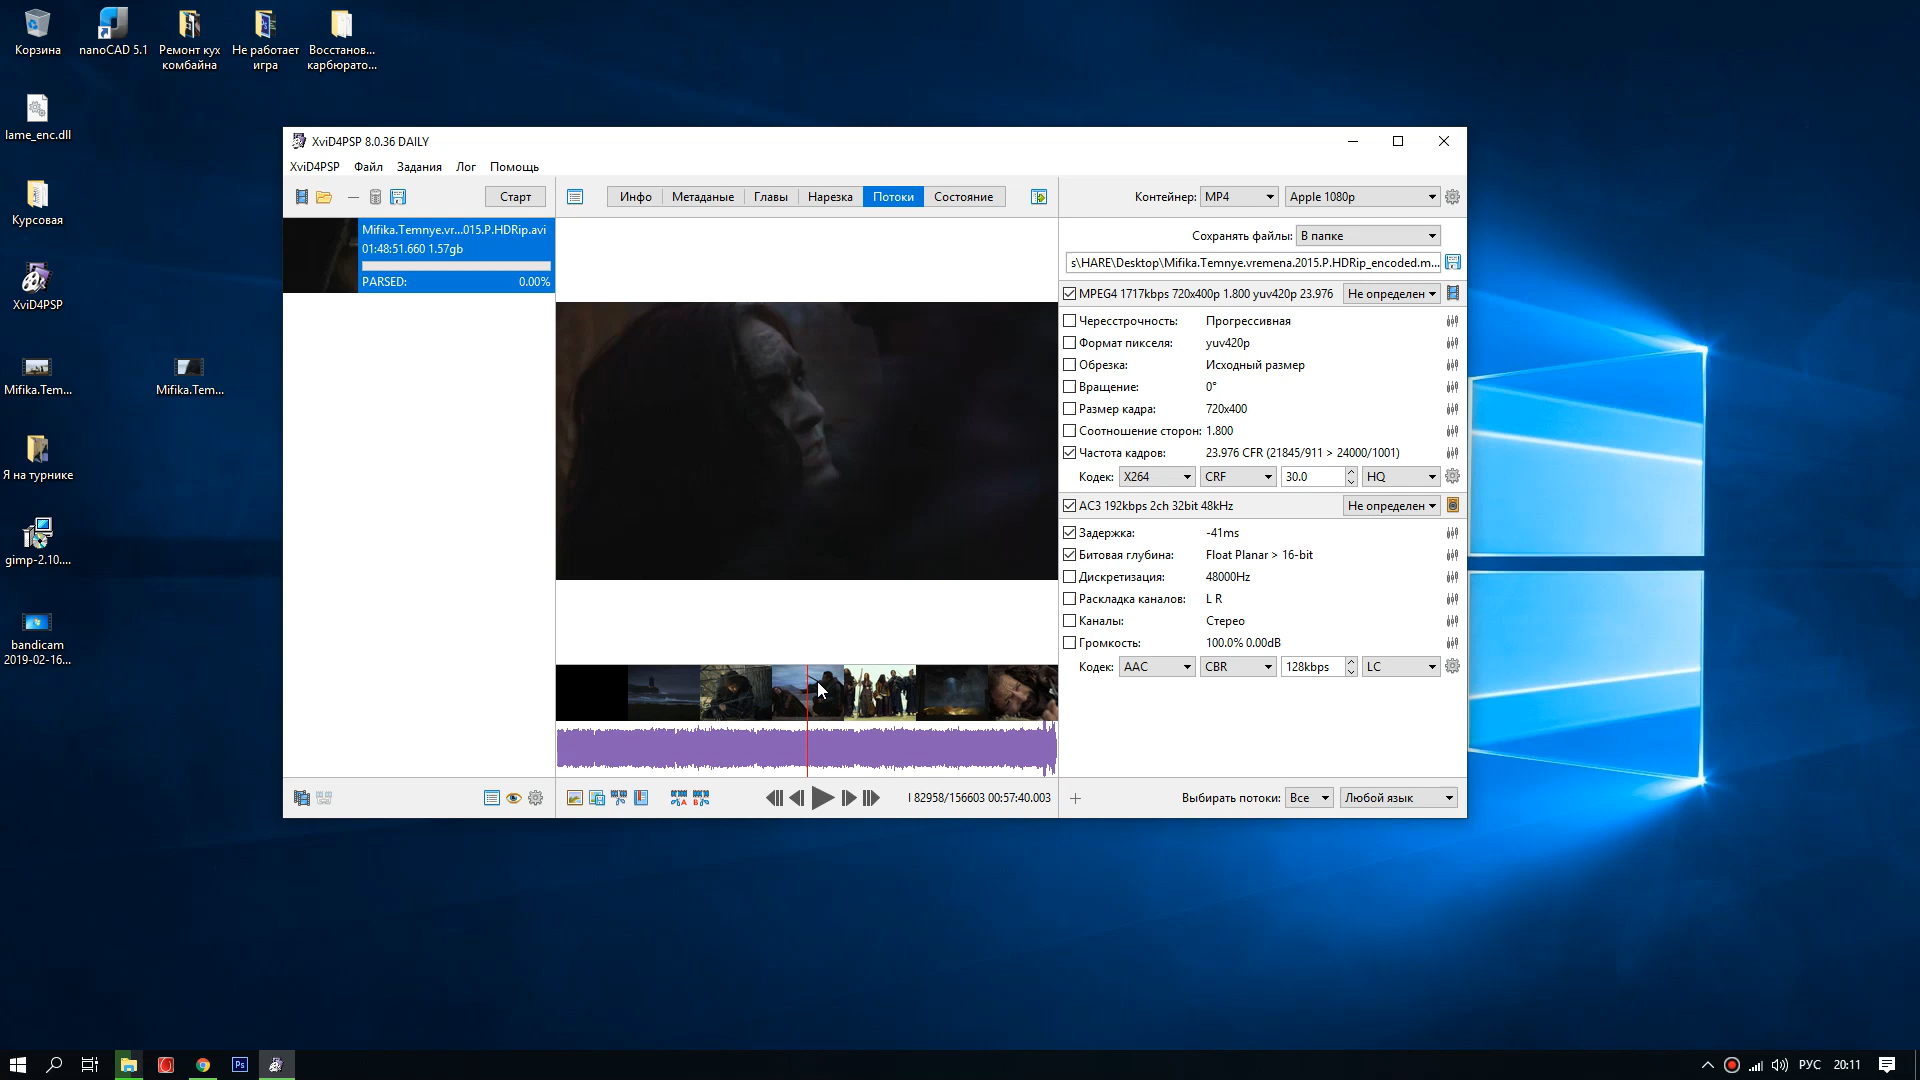 Корзина
nanoCAD 5.1
Ремонт кух
комбайна
Не работает
игра
Восстанов...
карбюрато...
lame_enc.dll
Курсовая
XviD4PSP
Mifika.Tem...
Mifika.Tem...
Я на турнике
gimp-2.10....
bandicam
2019-02-16...
XviD4PSP 8.0.36 DAILY
XviD4PSP Файл Задания Лог Помощь
Старт
Инфо Метаданые Главы Нарезка Потоки Состояние
Контейнер: MP4 Apple 1080p
Mifika.Temnye.vr...015.P.HDRip.avi
01:48:51.660 1.57gb
PARSED: 0.00%
Сохранять файлы: В папке
s\HARE\Desktop\Mifika.Temnye.vremena.2015.P.HDRip_encoded.m...
MPEG4 1717kbps 720x400p 1.800 yuv420p 23.976 Не определен
Чересстрочность: Прогрессивная
Формат пикселя: yuv420p
Обрезка: Исходный размер
Вращение: 0°
Размер кадра: 720x400
Соотношение сторон: 1.800
Частота кадров: 23.976 CFR (21845/911 > 24000/1001)
Кодек: X264 CRF 30.0 HQ
AC3 192kbps 2ch 32bit 48kHz Не определен
Задержка: -41ms
Битовая глубина: Float Planar > 16-bit
Дискретизация: 48000Hz
Раскладка каналов: L R
Каналы: Стерео
Громкость: 100.0% 0.00dB
Кодек: AAC CBR 128kbps LC
I 82958/156603 00:57:40.003
Выбирать потоки: Все Любой язык
Ps
РУС 20:11